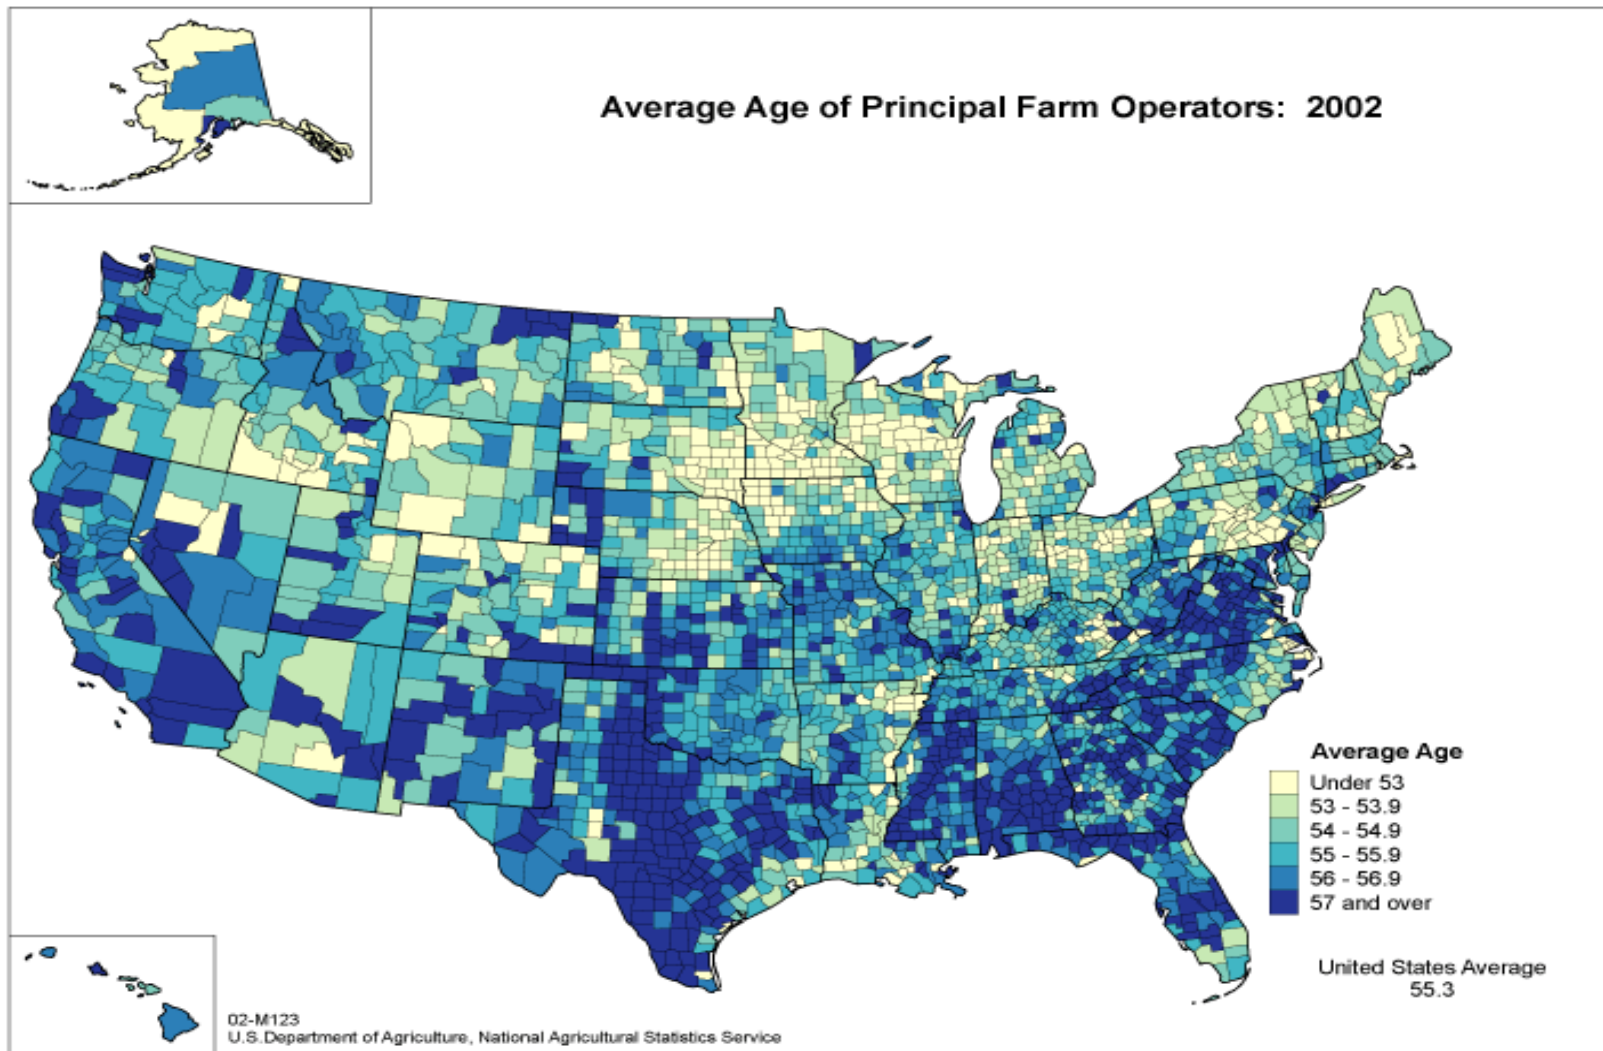 Average Age of Principal Farm Operators: 2002
Average Age
Under 53
53 - 53.9
54 - 54.9
55 - 55.9
56 - 56.9
57 and over
United States Average
55.3
02-M123
U.S.Department of Agriculture, National Agricultural Statistics Service